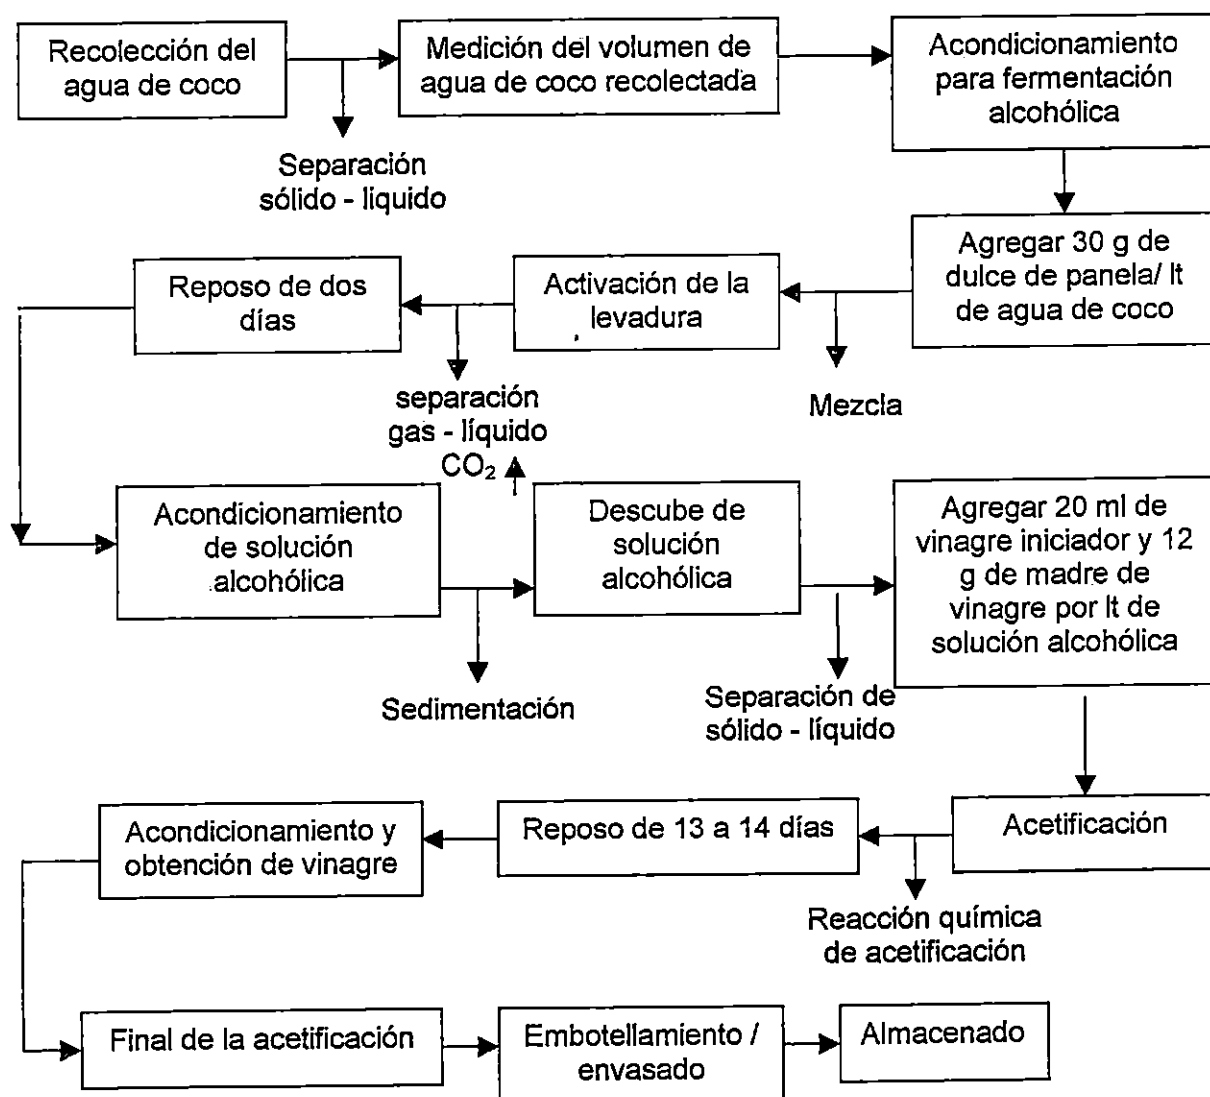 Recolección del
agua de coco
Medición del volumen de
agua de coco recolectada
Acondicionamiento
para fermentación
alcohólica
Separación
sólido - liquido
Agregar 30 g de
dulce de panela/ lt
de agua de coco
Activación de la
levadura
Reposo de dos
días
Mezcla
separación
gas - líquido
CO₂
Acondicionamiento
de solución
alcohólica
Descube de
solución
alcohólica
Agregar 20 ml de
vinagre iniciador y 12
g de madre de
vinagre por lt de
solución alcohólica
Sedimentación
Separación de
sólido - líquido
Acetificación
Reposo de 13 a 14 días
Acondicionamiento y
obtención de vinagre
Reacción química
de acetificación
Final de la acetificación
Embotellamiento /
envasado
Almacenado